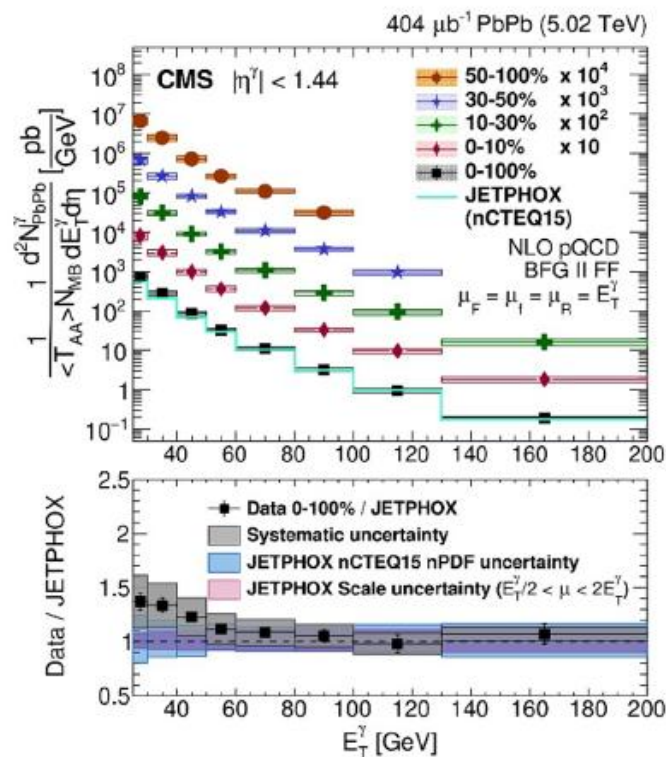 404 μb⁻¹ PbPb (5.02 TeV)
CMS |η^γ| < 1.44
50-100% x 10⁴
30-50% x 10³
10-30% x 10²
0-10% x 10
0-100%
JETPHOX
(nCTEQ15)
NLO pQCD
BFG II FF
μ_F = μ_f = μ_R = E_T^γ
1/<T_AA> 1/N_MB d²N^γ_PbPb/dE_T^γ dη [pb/GeV]
10⁸
10⁷
10⁶
10⁵
10⁴
10³
10²
10
1
10⁻¹
40 60 80 100 120 140 160 180 200
Data / JETPHOX
2.5
2
1.5
1
0.5
Data 0-100% / JETPHOX
Systematic uncertainty
JETPHOX nCTEQ15 nPDF uncertainty
JETPHOX Scale uncertainty (E_T^γ/2 < μ < 2E_T^γ)
40 60 80 100 120 140 160 180 200
E_T^γ [GeV]